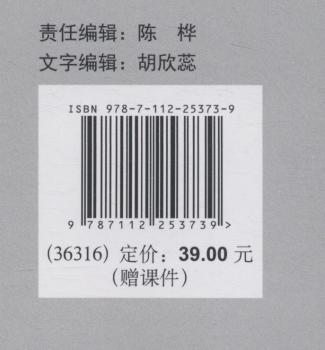 责任编辑：陈 桦
文字编辑：胡欣蕊
ISBN 978-7-112-25373-9
9 787112 253739>
(36316) 定价：39.00 元
(赠课件)